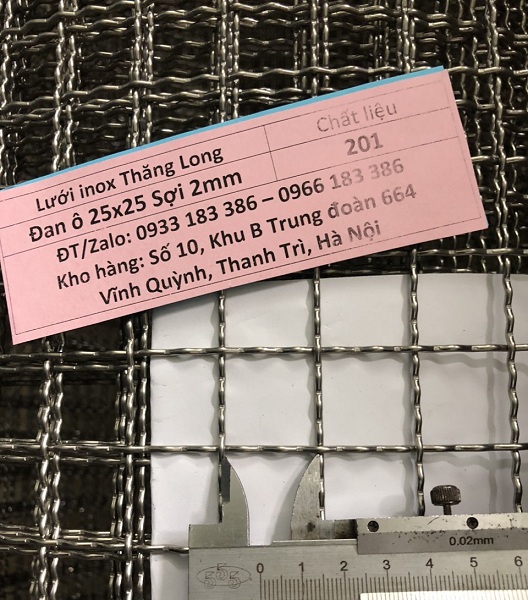 Lưới inox Thăng Long
Chất liệu
Đan ô 25x25 Sợi 2mm
201
ĐT/Zalo: 0933 183 386 – 0966 183 386
Kho hàng: Số 10, Khu B Trung đoàn 664
Vĩnh Quỳnh, Thanh Trì, Hà Nội
0.02mm
0 1 2 3 4 5 6